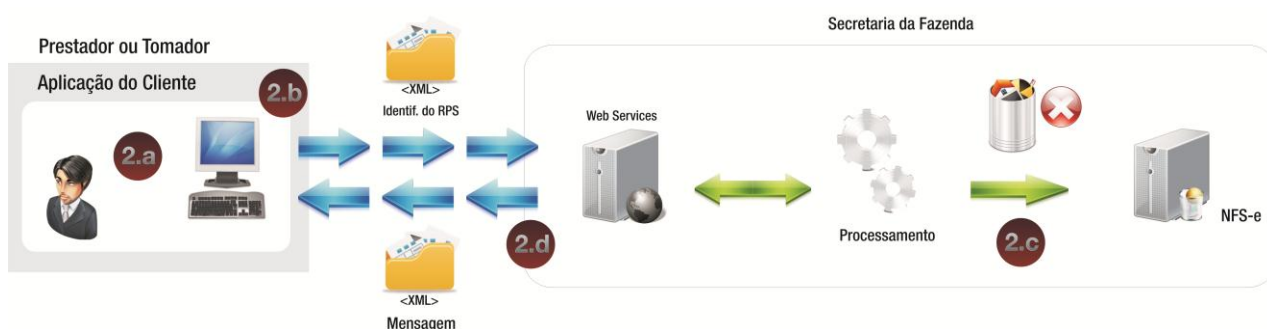 Secretaria da Fazenda
Prestador ou Tomador
Aplicação do Cliente
2.b
<XML>
Identif. do RPS
Web Services
2.a
Processamento
2.c
NFS-e
2.d
<XML>
Mensagem